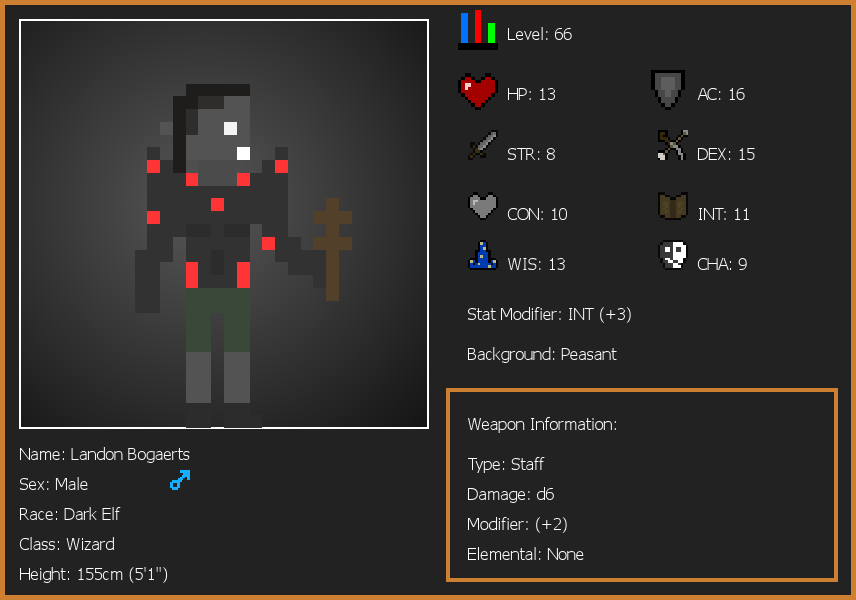 Level: 66
HP: 13
AC: 16
STR: 8
DEX: 15
CON: 10
INT: 11
WIS: 13
CHA: 9
Stat Modifier: INT (+3)
Background: Peasant
Weapon Information:
Type: Staff
Damage: d6
Modifier: (+2)
Elemental: None
Name: Landon Bogaerts
Sex: Male
Race: Dark Elf
Class: Wizard
Height: 155cm (5'1")